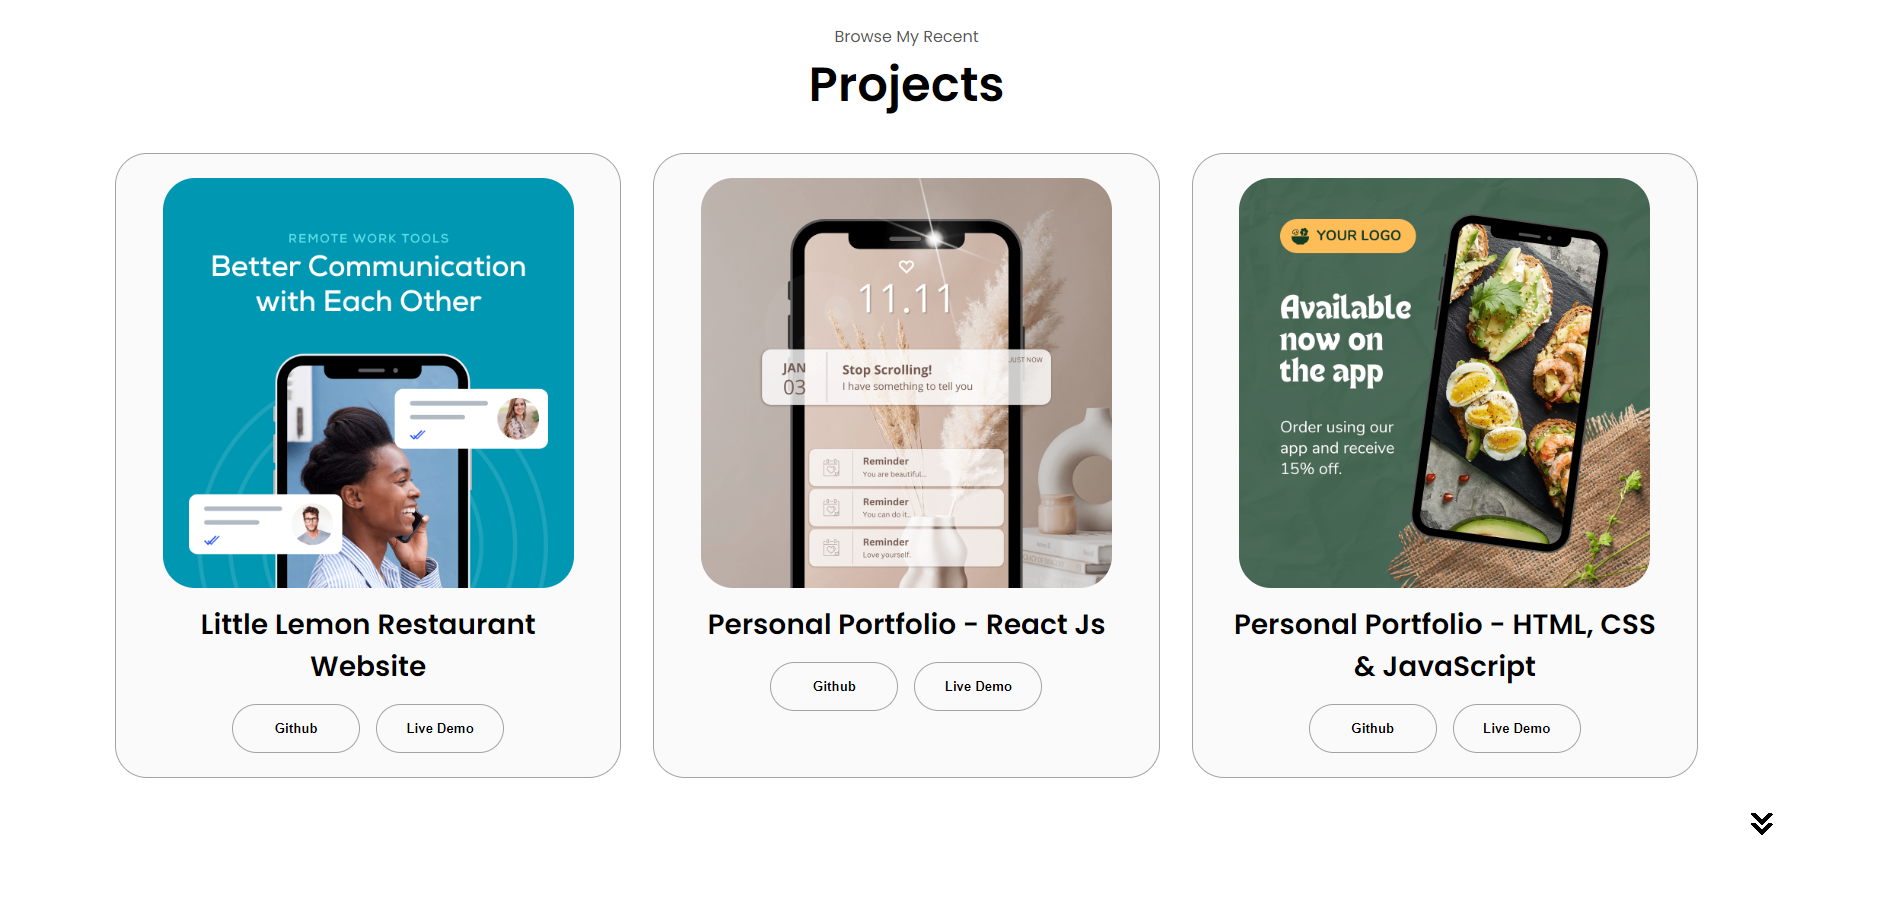 Browse My Recent
Projects
REMOTE WORK TOOLS
Better Communication
with Each Other
Little Lemon Restaurant
Website
Github
Live Demo
11.11
JAN
03
Stop Scrolling!
I have something to tell you
JUST NOW
Reminder
You are beautiful...
Reminder
You can do it..
Reminder
Love yourself.
Personal Portfolio - React Js
Github
Live Demo
YOUR LOGO
Available
now on
the app
Order using our
app and receive
15% off.
Personal Portfolio - HTML, CSS
& JavaScript
Github
Live Demo